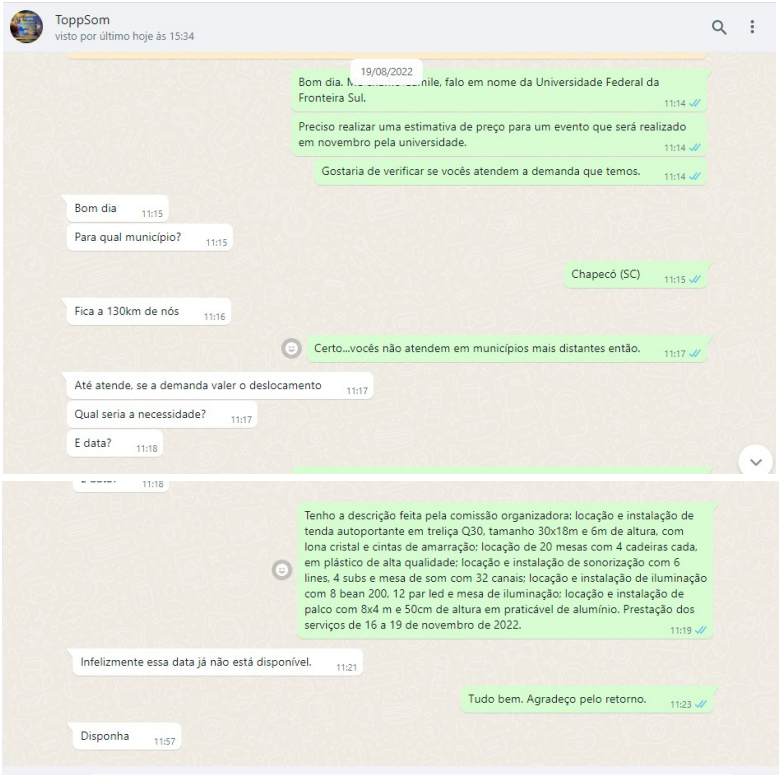 ToppSom
visto por último hoje às 15:34
19/08/2022
Bom dia. falo em nome da Universidade Federal da
Fronteira Sul.
11:14
Preciso realizar uma estimativa de preço para um evento que será realizado
em novembro pela universidade.
11:14
Gostaria de verificar se vocês atendem a demanda que temos.
11:14
Bom dia
11:15
Para qual município?
11:15
Chapecó (SC)
11:15
Fica a 130km de nós
11:16
Certo...vocês não atendem em municípios mais distantes então.
11:17
Até atende, se a demanda valer o deslocamento
11:17
Qual seria a necessidade?
11:17
E data?
11:18
11:18
Tenho a descrição feita pela comissão organizadora: locação e instalação de
tenda autoportante em treliça Q30, tamanho 30x18m e 6m de altura, com
lona cristal e cintas de amarração; locação de 20 mesas com 4 cadeiras cada,
em plástico de alta qualidade; locação e instalação de sonorização com 6
lines, 4 subs e mesa de som com 32 canais; locação e instalação de iluminação
com 8 bean 200, 12 par led e mesa de iluminação; locação e instalação de
palco com 8x4 m e 50cm de altura em praticável de alumínio. Prestação dos
serviços de 16 a 19 de novembro de 2022.
11:19
Infelizmente essa data já não está disponível.
11:21
Tudo bem. Agradeço pelo retorno.
11:23
Disponha
11:57